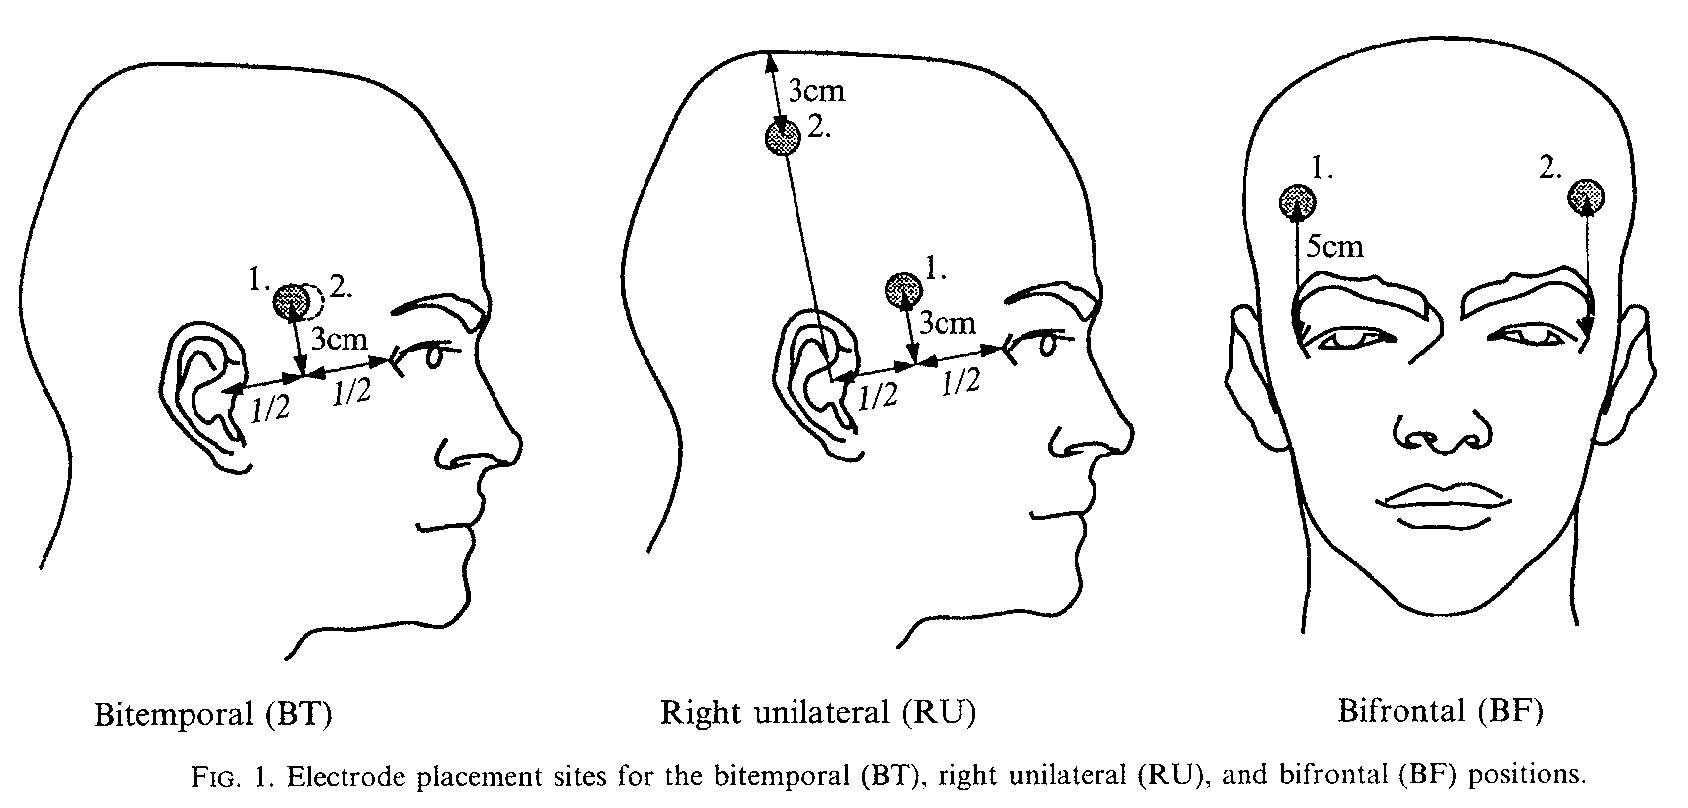 3cm
2.
1.
2.
3cm
1/2
1/2
1.
3cm
1/2
1/2
1.
2.
5cm
Bitemporal (BT)
Right unilateral (RU)
Bifrontal (BF)
FIG. 1. Electrode placement sites for the bitemporal (BT), right unilateral (RU), and bifrontal (BF) positions.